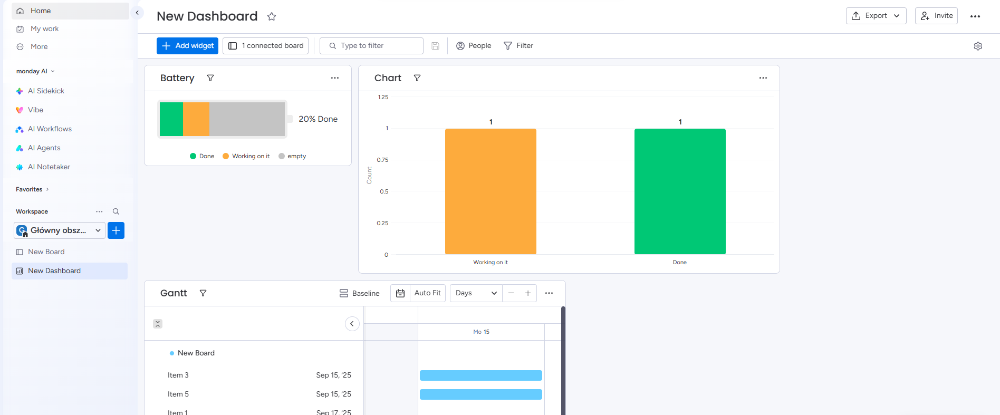 Home
My work
More
monday AI
AI Sidekick
Vibe
AI Workflows
AI Agents
AI Notetaker
Favorites
Workspace
G Główny obsz...
New Board
New Dashboard
New Dashboard
Export
Invite
Add widget
1 connected board
Type to filter
People
Filter
Battery
20% Done
Done Working on it empty
Chart
1.25
1
0.75
0.5
0.25
0
Count
1
1
Working on it
Done
Gantt
Baseline
Auto Fit
Days
Mo 15
New Board
Item 3 Sep 15, '25
Item 5 Sep 15, '25
Item 1 Sep 17, '25